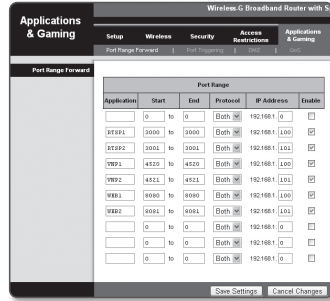 Wireless-G Broadband Router with S
Applications & Gaming
Setup Wireless Security Access Restrictions Applications & Gaming
Port Range Forward | Port Triggering | DMZ | QoS
Port Range Forward
Port Range
Application Start End Protocol IP Address Enable
0 to 0 Both 192.168.1. 0
RTSP1 3000 to 3000 Both 192.168.1. 100
RTSP2 3001 to 3001 Both 192.168.1. 101
VNP1 4520 to 4520 Both 192.168.1. 100
VNP2 4521 to 4521 Both 192.168.1. 101
WEB1 8080 to 8080 Both 192.168.1. 100
WEB2 8081 to 8081 Both 192.168.1. 101
0 to 0 Both 192.168.1. 0
0 to 0 Both 192.168.1. 0
0 to 0 Both 192.168.1. 0
Save Settings Cancel Changes